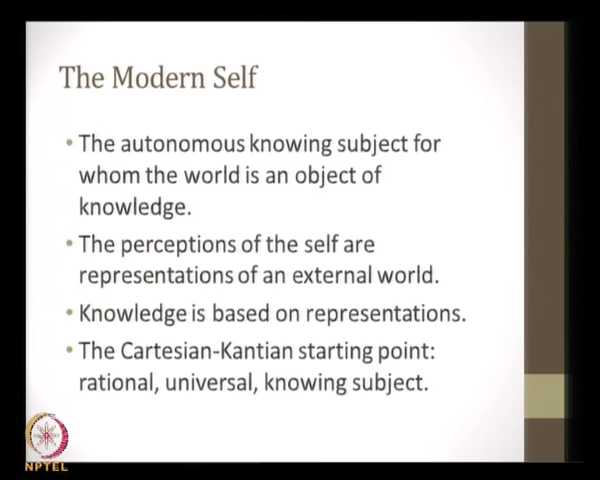 The Modern Self
• The autonomous knowing subject for
whom the world is an object of
knowledge.
• The perceptions of the self are
representations of an external world.
• Knowledge is based on representations.
• The Cartesian-Kantian starting point:
rational, universal, knowing subject.
NPTEL